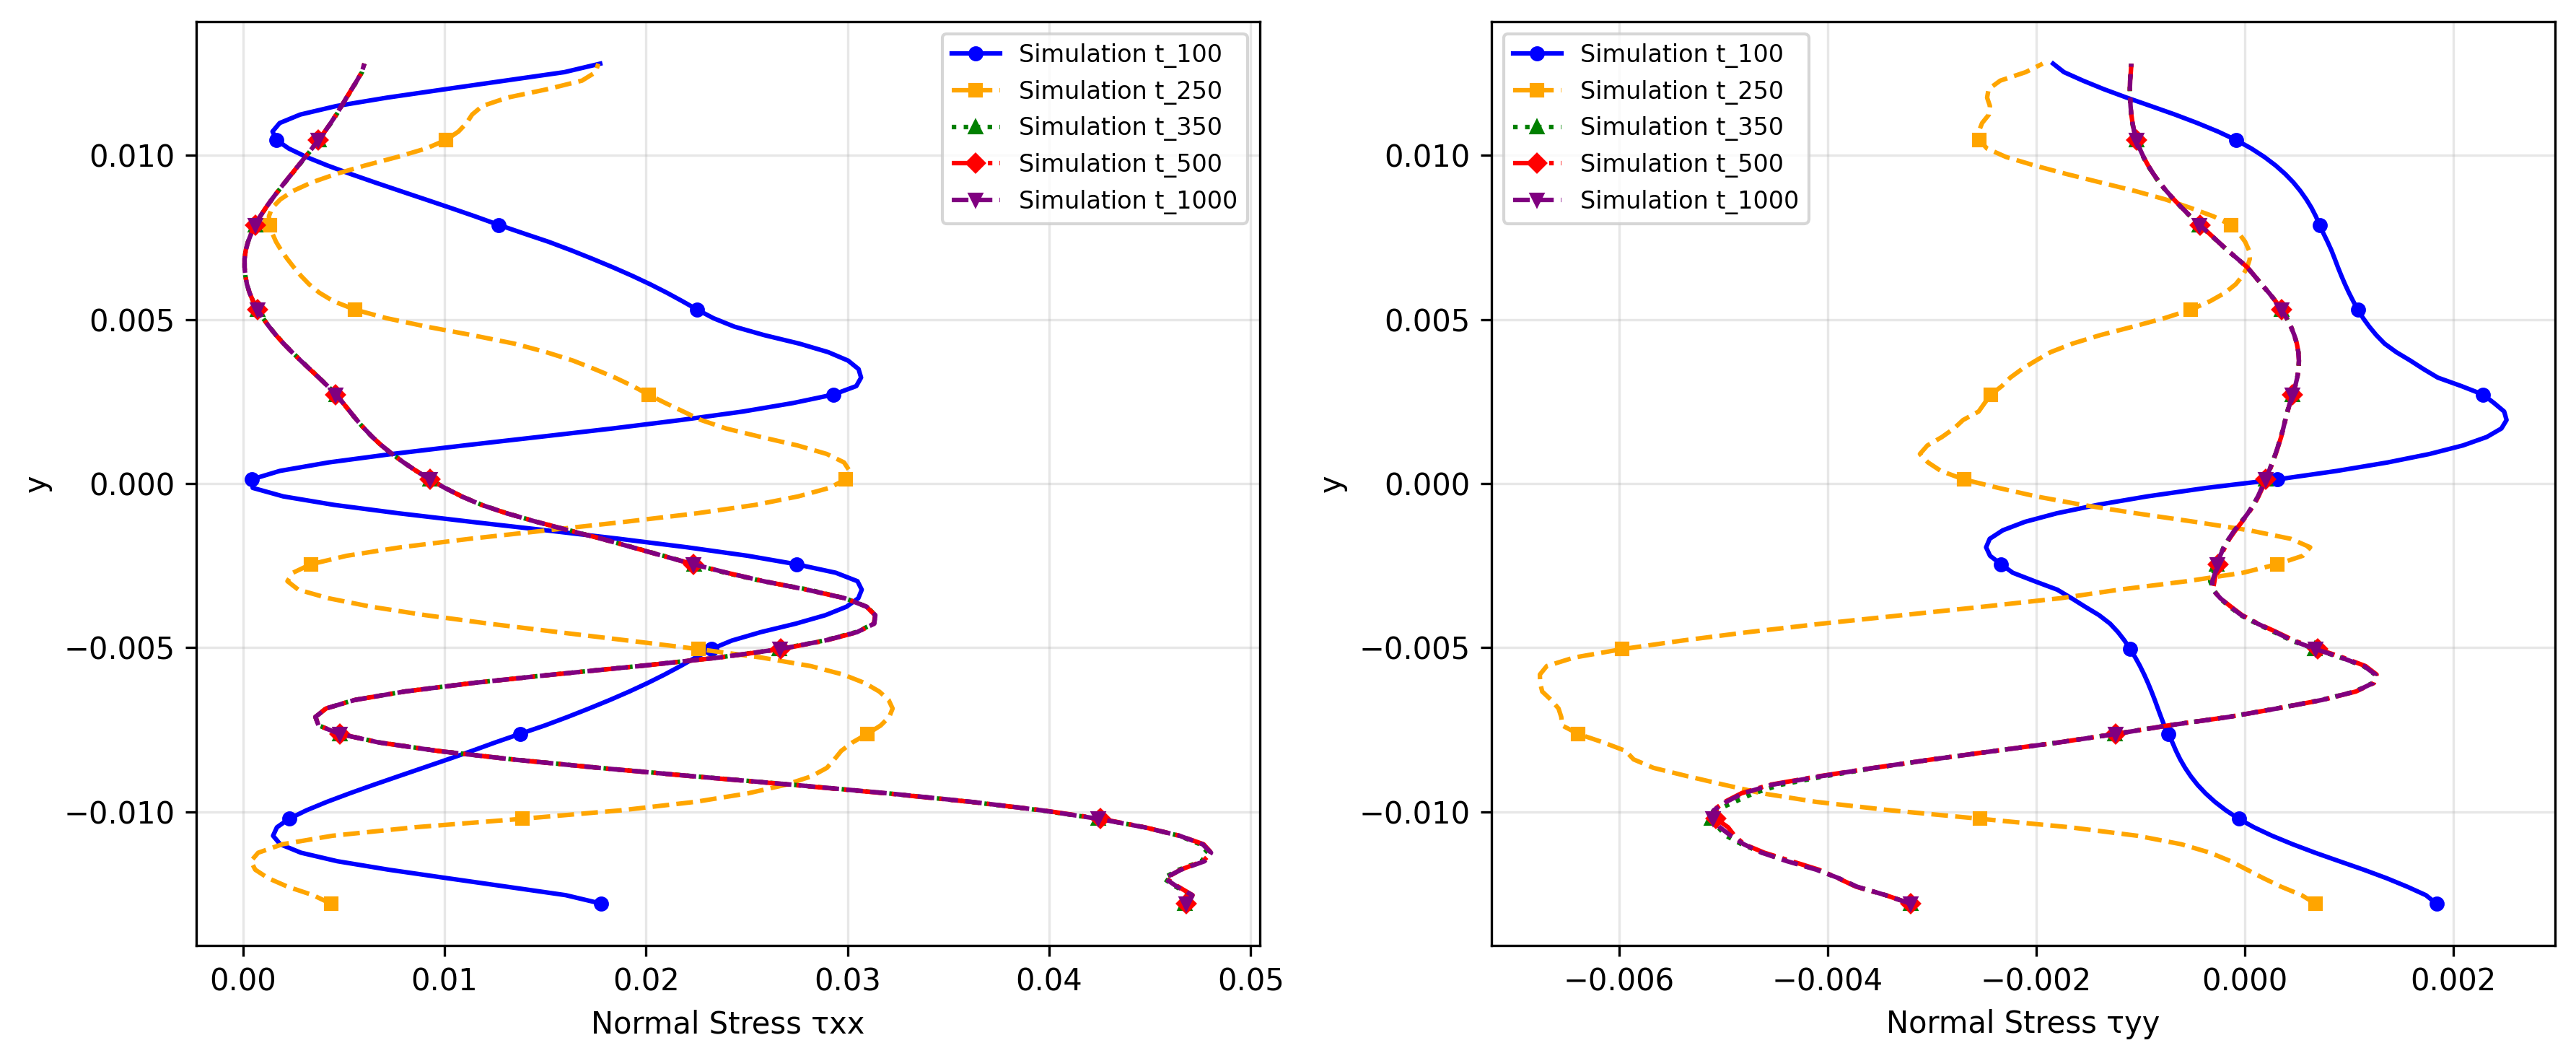 Simulation t_100
Simulation t_250
Simulation t_350
Simulation t_500
Simulation t_1000
0.010
0.005
0.000
−0.005
−0.010
y
0.00 0.01 0.02 0.03 0.04 0.05
Normal Stress τxx
Simulation t_100
Simulation t_250
Simulation t_350
Simulation t_500
Simulation t_1000
0.010
0.005
0.000
−0.005
−0.010
y
−0.006 −0.004 −0.002 0.000 0.002
Normal Stress τyy